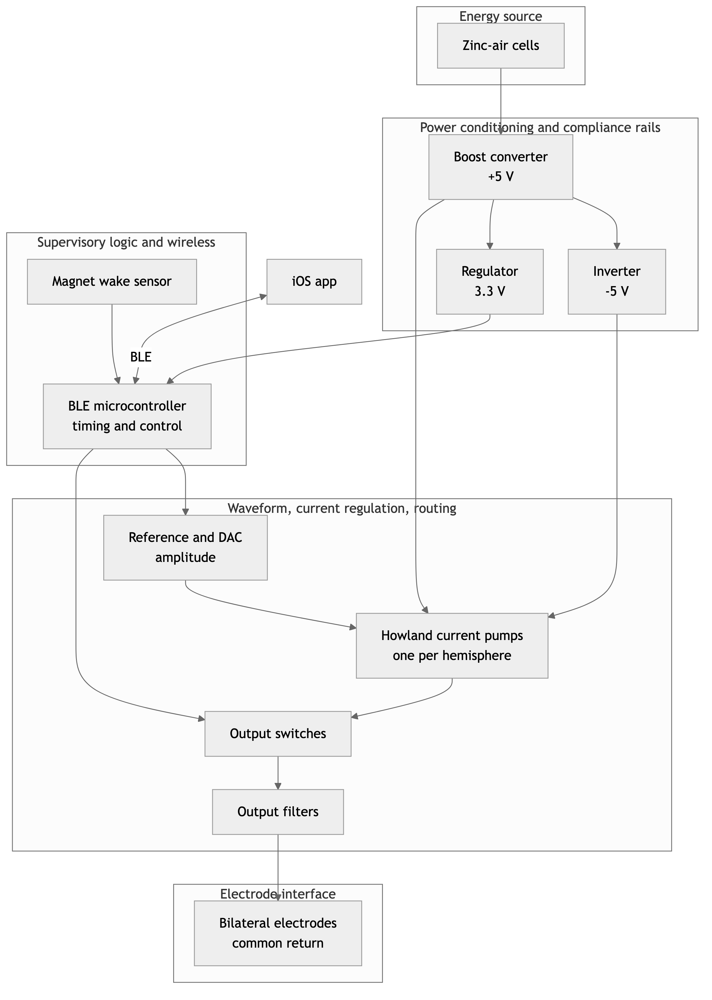 Energy source
Zinc-air cells
Power conditioning and compliance rails
Boost converter
+5 V
Regulator
3.3 V
Inverter
-5 V
Supervisory logic and wireless
Magnet wake sensor
iOS app
BLE
BLE microcontroller
timing and control
Waveform, current regulation, routing
Reference and DAC
amplitude
Howland current pumps
one per hemisphere
Output switches
Output filters
Electrode interface
Bilateral electrodes
common return